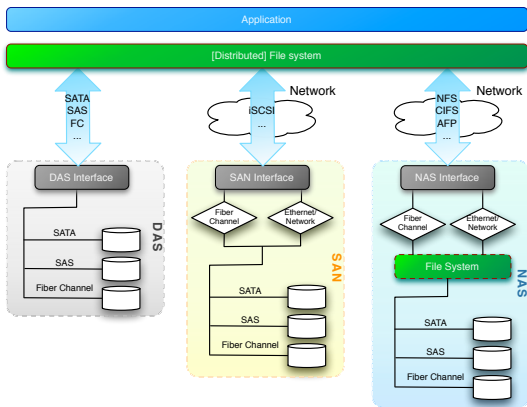 Application
[Distributed] File system
SATA
SAS
FC
...
Network
iSCSI
...
Network
NFS
CIFS
AFP
...
DAS Interface
SATA
SAS
Fiber Channel
DAS
SAN Interface
Fiber
Channel
Ethernet/
Network
SATA
SAS
Fiber Channel
SAN
NAS Interface
Fiber
Channel
Ethernet/
Network
File System
SATA
SAS
Fiber Channel
NAS